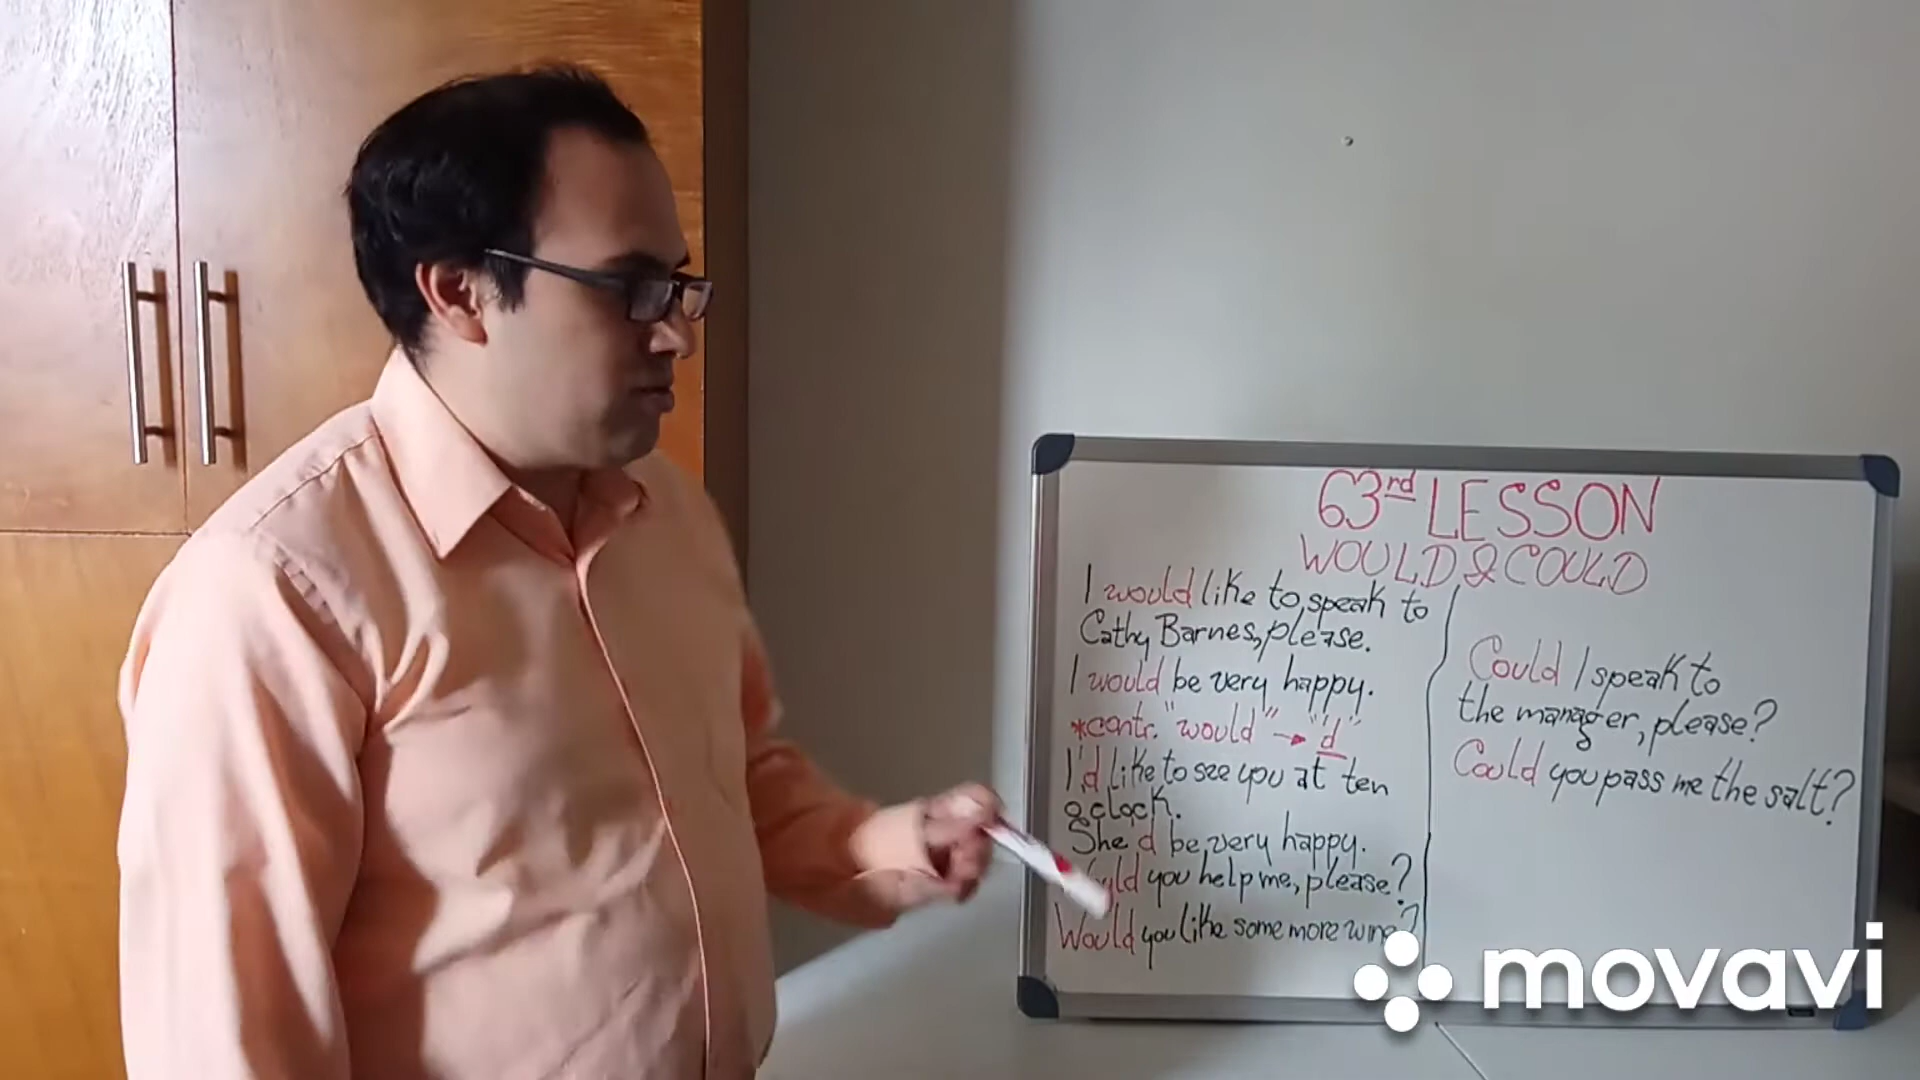 63rd LESSON
WOULD & COULD
I would like to speak to
Cathy Barnes, please.
I would be very happy.
*contr. "would" → "'d"
I'd like to see you at ten
o'clock.
She'd be very happy.
Would you help me, please?
Would you like some more wine?
Could I speak to
the manager, please?
Could you pass me the salt?
movavi